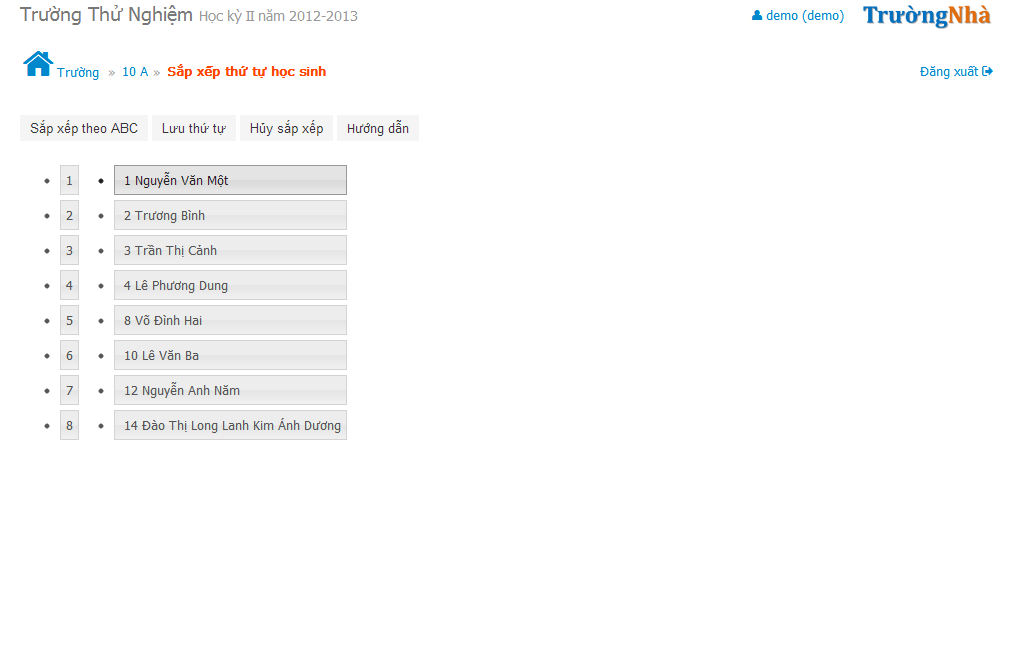 Trường Thử Nghiệm Học kỳ II năm 2012-2013
demo (demo) TrườngNhà
Trường » 10 A » Sắp xếp thứ tự học sinh
Đăng xuất
Sắp xếp theo ABC Lưu thứ tự Hủy sắp xếp Hướng dẫn
1 1 Nguyễn Văn Một
2 2 Trương Bình
3 3 Trần Thị Cảnh
4 4 Lê Phương Dung
5 8 Võ Đình Hai
6 10 Lê Văn Ba
7 12 Nguyễn Anh Năm
8 14 Đào Thị Long Lanh Kim Ánh Dương